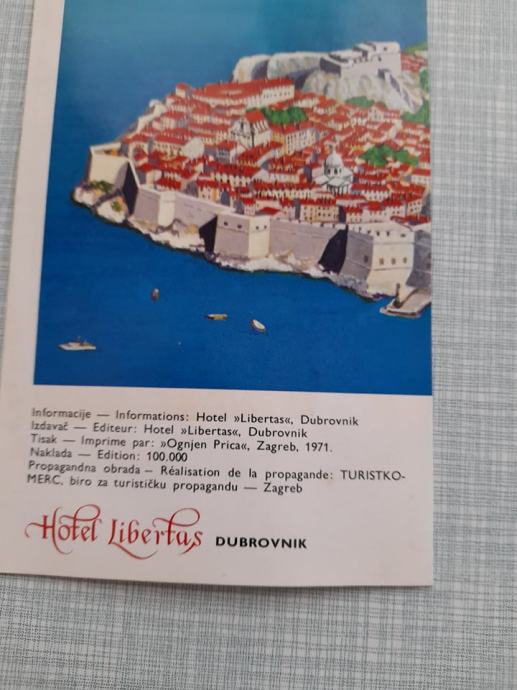 Informacije — Informations: Hotel »Libertas«, Dubrovnik
Izdavač — Editeur: Hotel »Libertas«, Dubrovnik
Tisak — Imprime par: »Ognjen Prica«, Zagreb, 1971.
Naklada — Edition: 100.000
Propagandna obrada — Réalisation de la propagande: TURISTKO-
MERC, biro za turističku propagandu — Zagreb
Hotel Libertas DUBROVNIK